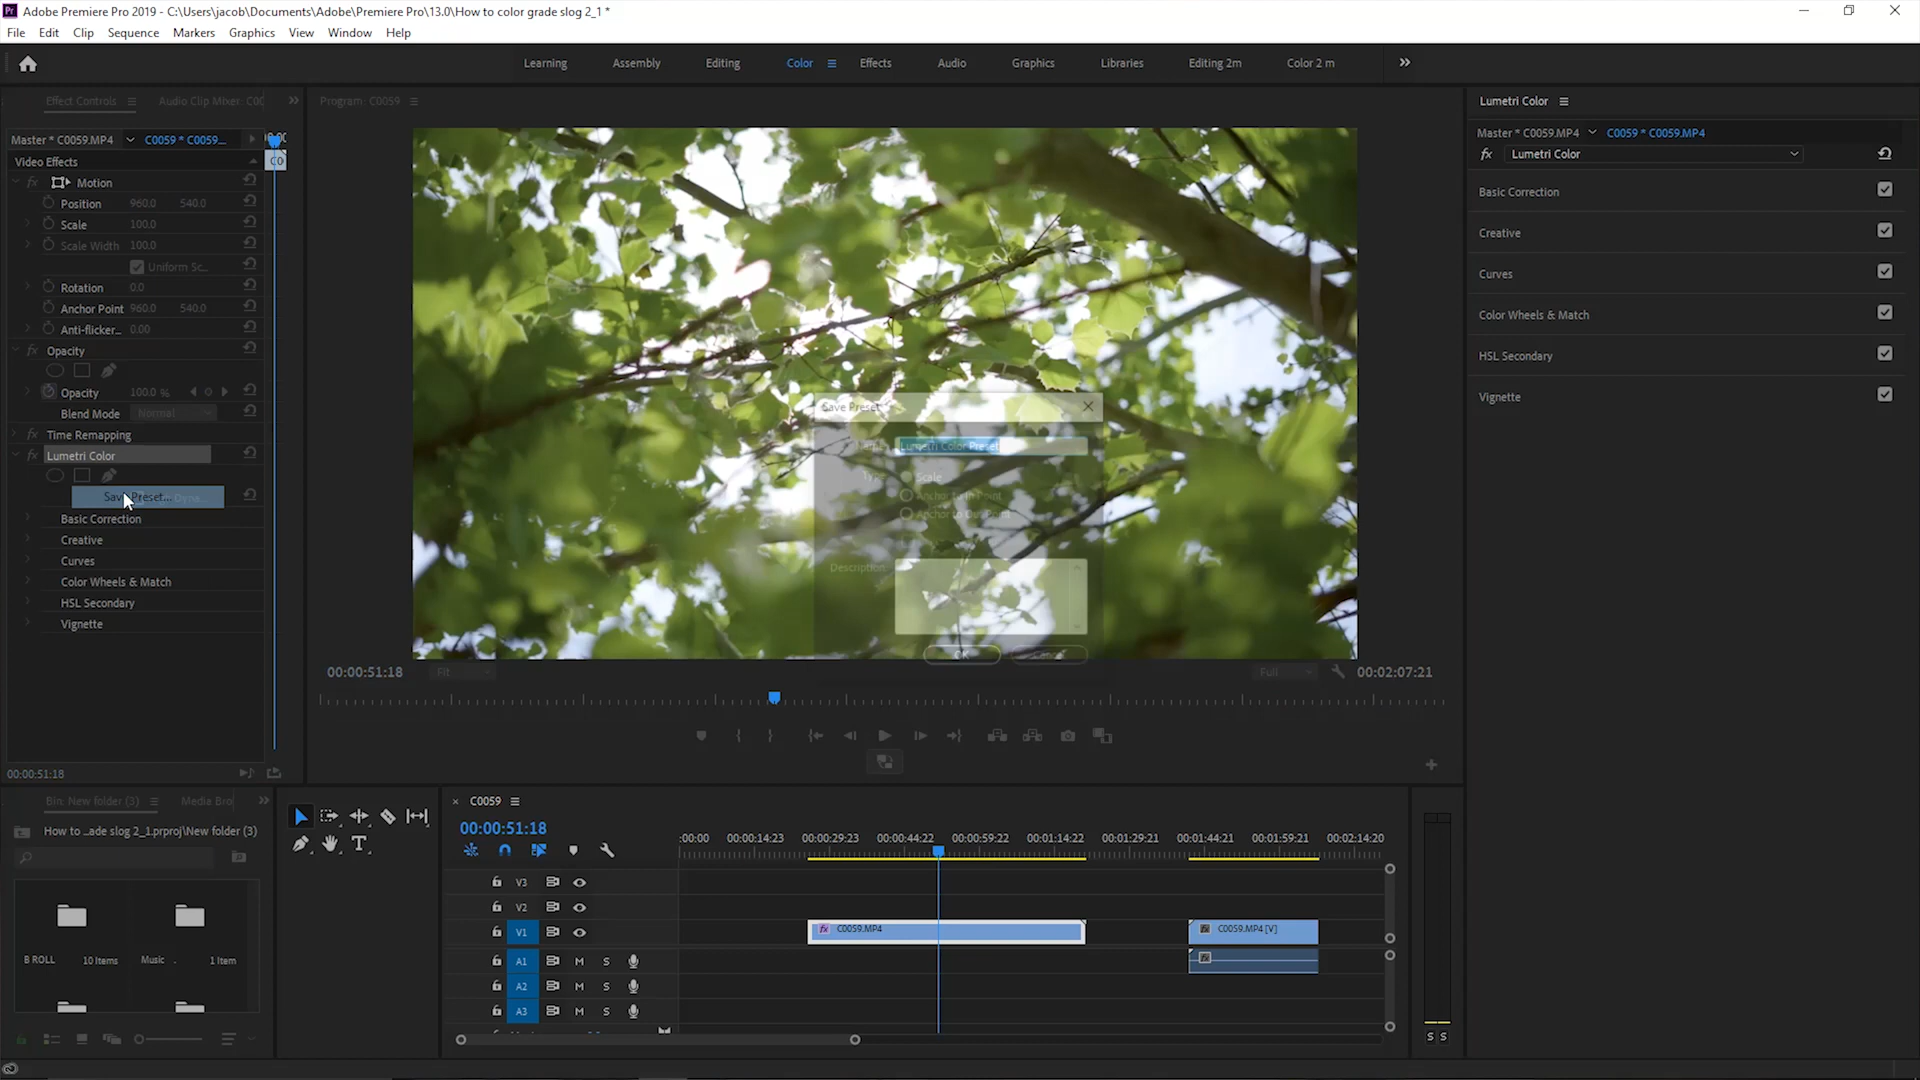 Adobe Premiere Pro 2019 - C:\Users\jacob\Documents\Adobe\Premiere Pro\13.0\How to color grade slog 2_1 *
File Edit Clip Sequence Markers Graphics View Window Help
Learning Assembly Editing Color Effects Audio Graphics Libraries Editing 2m Color 2 m
Effect Controls Audio Clip Mixer: C00
Master * C0059.MP4 C0059 * C0059...
Video Effects
Motion
Position 960.0 540.0
Scale 100.0
Scale Width 100.0
Uniform Sc...
Rotation 0.0
Anchor Point 960.0 540.0
Anti-flicker... 0.00
Opacity
Opacity 100.0 %
Blend Mode Normal
Time Remapping
Lumetri Color
Save Preset...
Basic Correction
Creative
Curves
Color Wheels & Match
HSL Secondary
Vignette
00:00:51:18
Program: C0059
Save Preset
Lumetri Color Preset
Type:
Scale
Anchor to In Point
Anchor to Out Point
Description:
OK Cancel
00:00:51:18 Fit Full 00:02:07:21
Lumetri Color
Master * C0059.MP4 C0059 * C0059.MP4
fx Lumetri Color
Basic Correction
Creative
Curves
Color Wheels & Match
HSL Secondary
Vignette
Bin: New folder (3) Media Bro
How to ...ade slog 2_1.prproj\New folder (3)
B ROLL 10 Items Music . 1 Item
C0059
00:00:51:18
:00:00 00:00:14:23 00:00:29:23 00:00:44:22 00:00:59:22 00:01:14:22 00:01:29:21 00:01:44:21 00:01:59:21 00:02:14:20
V3
V2
V1
fx C0059.MP4
fx C0059.MP4 [V]
A1 M S
A2 M S
A3 M S
S S